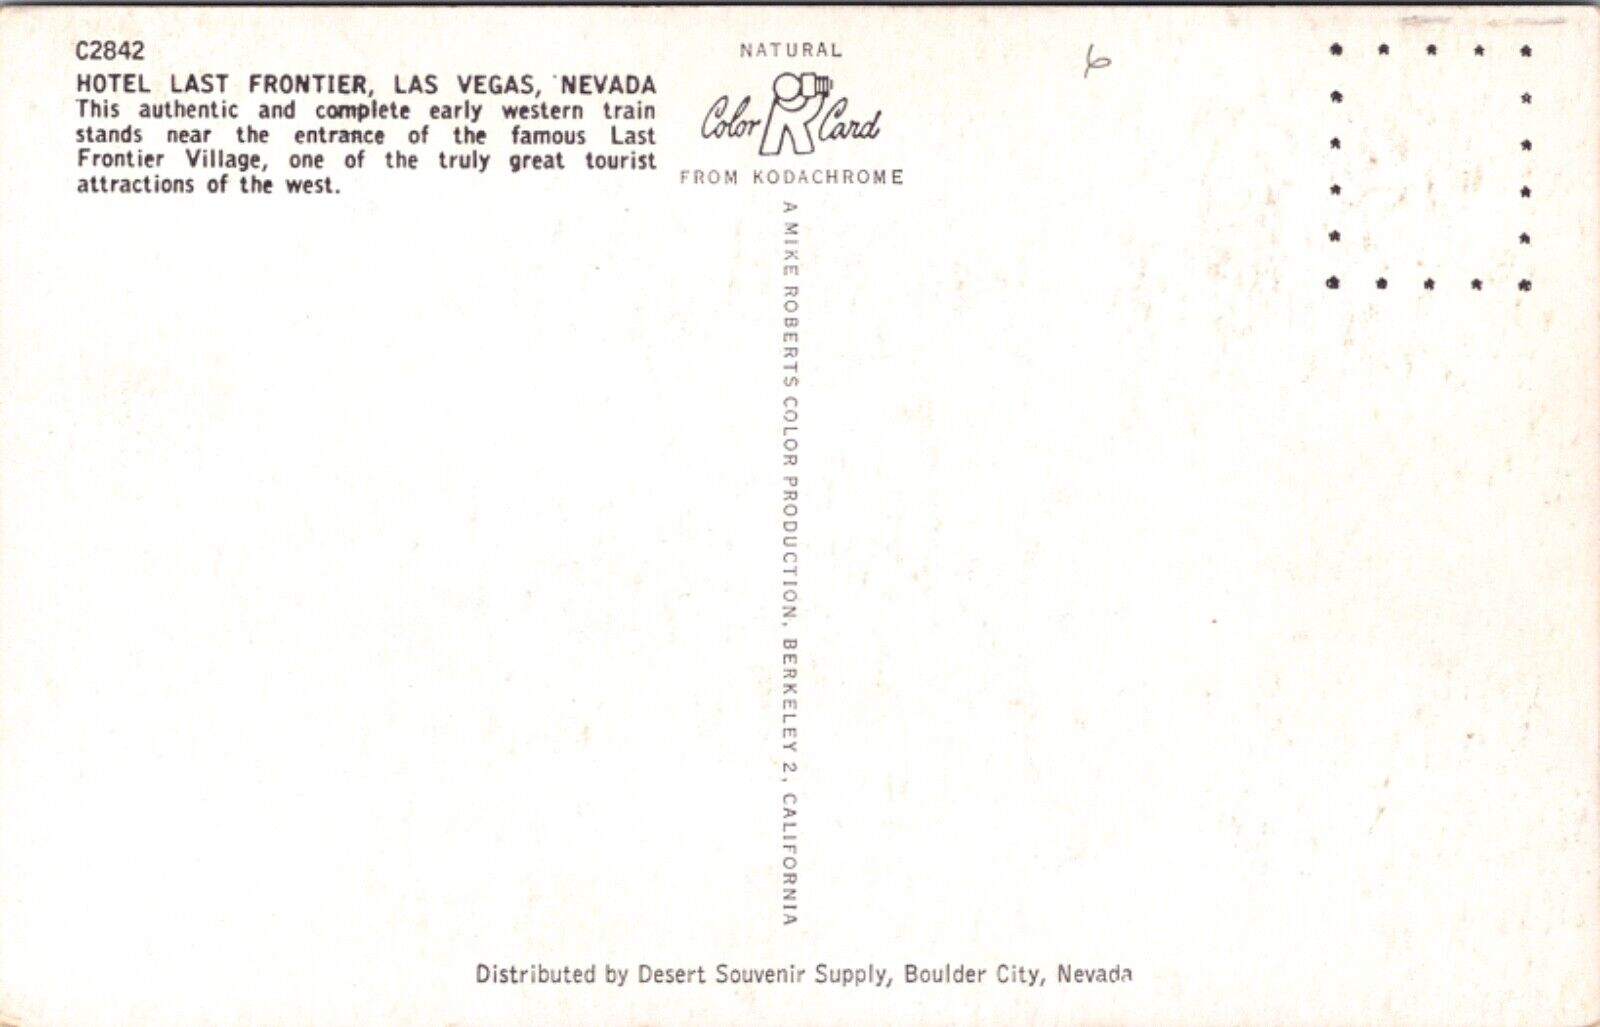 C2842
HOTEL LAST FRONTIER, LAS VEGAS, NEVADA
This authentic and complete early western train
stands near the entrance of the famous Last
Frontier Village, one of the truly great tourist
attractions of the west.
NATURAL
Color Card
FROM KODACHROME
A MIKE ROBERTS COLOR PRODUCTION, BERKELEY 2, CALIFORNIA
6
Distributed by Desert Souvenir Supply, Boulder City, Nevada